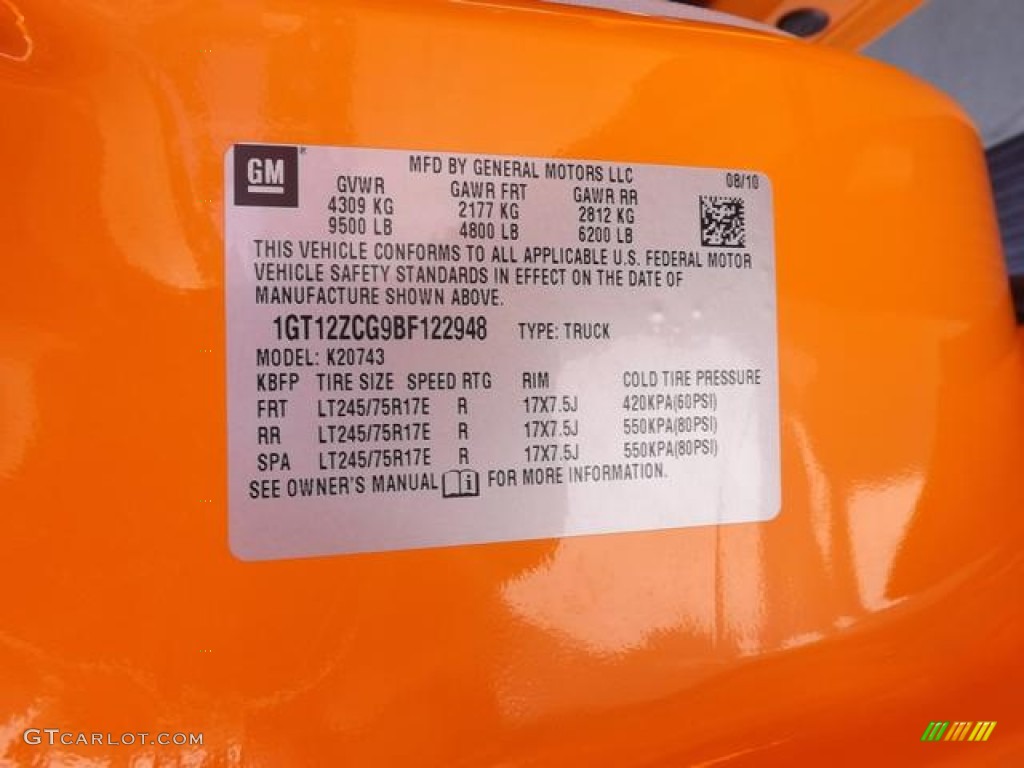 GM
MFD BY GENERAL MOTORS LLC 08/10
GVWR GAWR FRT GAWR RR
4309 KG 2177 KG 2812 KG
9500 LB 4800 LB 6200 LB
THIS VEHICLE CONFORMS TO ALL APPLICABLE U.S. FEDERAL MOTOR
VEHICLE SAFETY STANDARDS IN EFFECT ON THE DATE OF
MANUFACTURE SHOWN ABOVE.
1GT12ZCG9BF122948 TYPE: TRUCK
MODEL: K20743
KBFP TIRE SIZE SPEED RTG RIM COLD TIRE PRESSURE
FRT LT245/75R17E R 17X7.5J 420KPA(60PSI)
RR LT245/75R17E R 17X7.5J 550KPA(80PSI)
SPA LT245/75R17E R 17X7.5J 550KPA(80PSI)
SEE OWNER'S MANUAL i FOR MORE INFORMATION.
GTCARLOT.COM